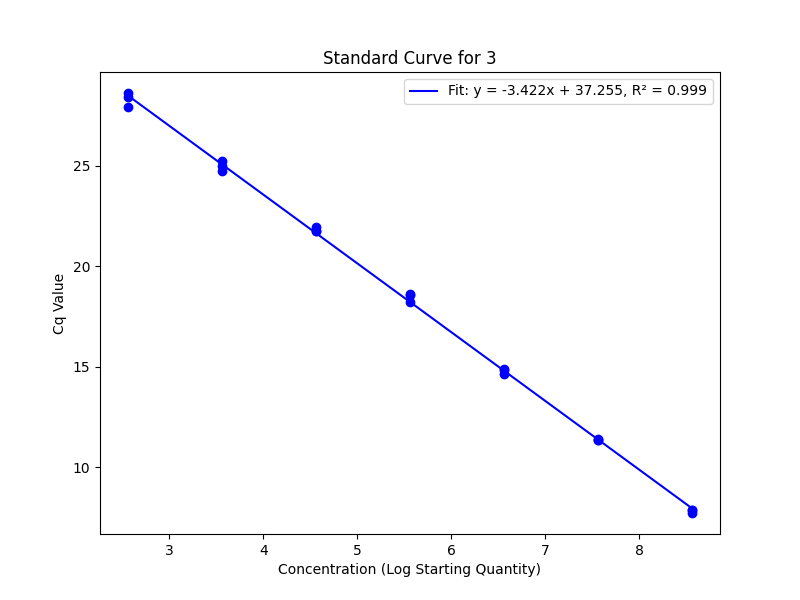 Standard Curve for 3
Fit: y = -3.422x + 37.255, R² = 0.999
25
20
15
10
Cq Value
3 4 5 6 7 8
Concentration (Log Starting Quantity)